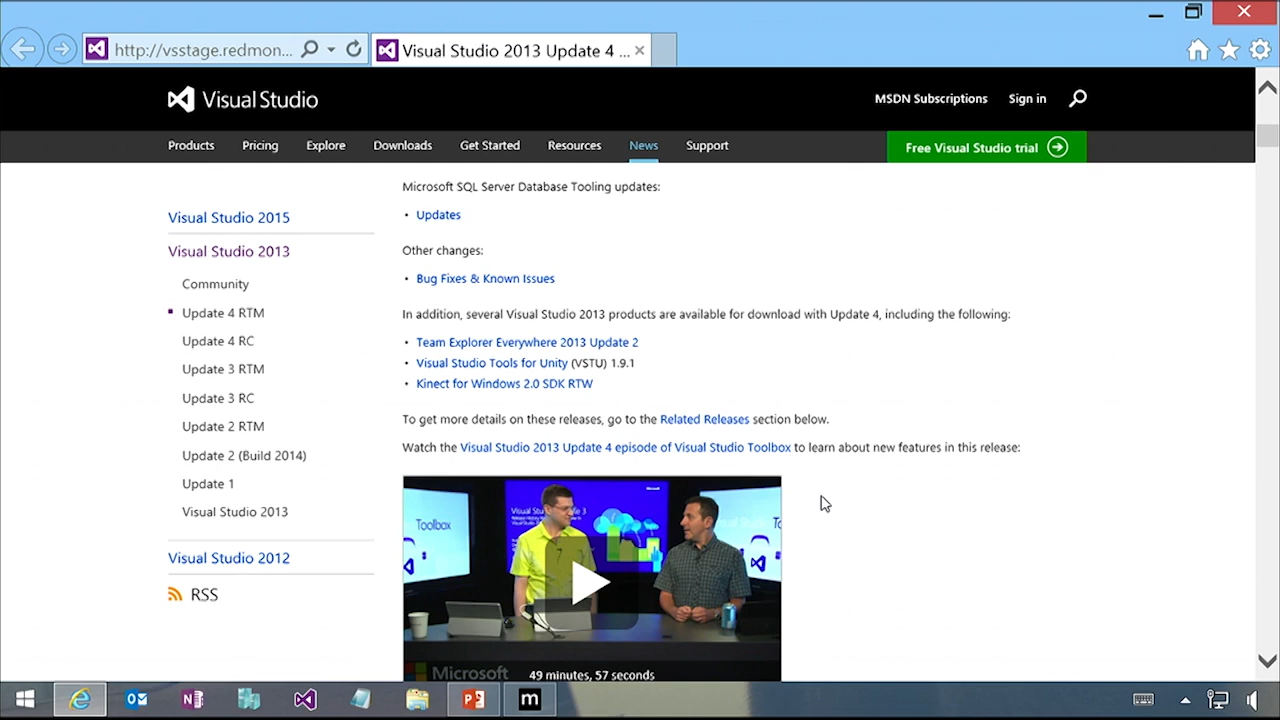 http://vsstage.redmon...
Visual Studio 2013 Update 4 ...
Visual Studio
MSDN Subscriptions
Sign in
Products
Pricing
Explore
Downloads
Get Started
Resources
News
Support
Free Visual Studio trial
Visual Studio 2015
Visual Studio 2013
Community
Update 4 RTM
Update 4 RC
Update 3 RTM
Update 3 RC
Update 2 RTM
Update 2 (Build 2014)
Update 1
Visual Studio 2013
Visual Studio 2012
RSS
Microsoft SQL Server Database Tooling updates:
• Updates
Other changes:
• Bug Fixes & Known Issues
In addition, several Visual Studio 2013 products are available for download with Update 4, including the following:
• Team Explorer Everywhere 2013 Update 2
• Visual Studio Tools for Unity (VSTU) 1.9.1
• Kinect for Windows 2.0 SDK RTW
To get more details on these releases, go to the Related Releases section below.
Watch the Visual Studio 2013 Update 4 episode of Visual Studio Toolbox to learn about new features in this release:
Toolbox
Microsoft
49 minutes, 57 seconds
m